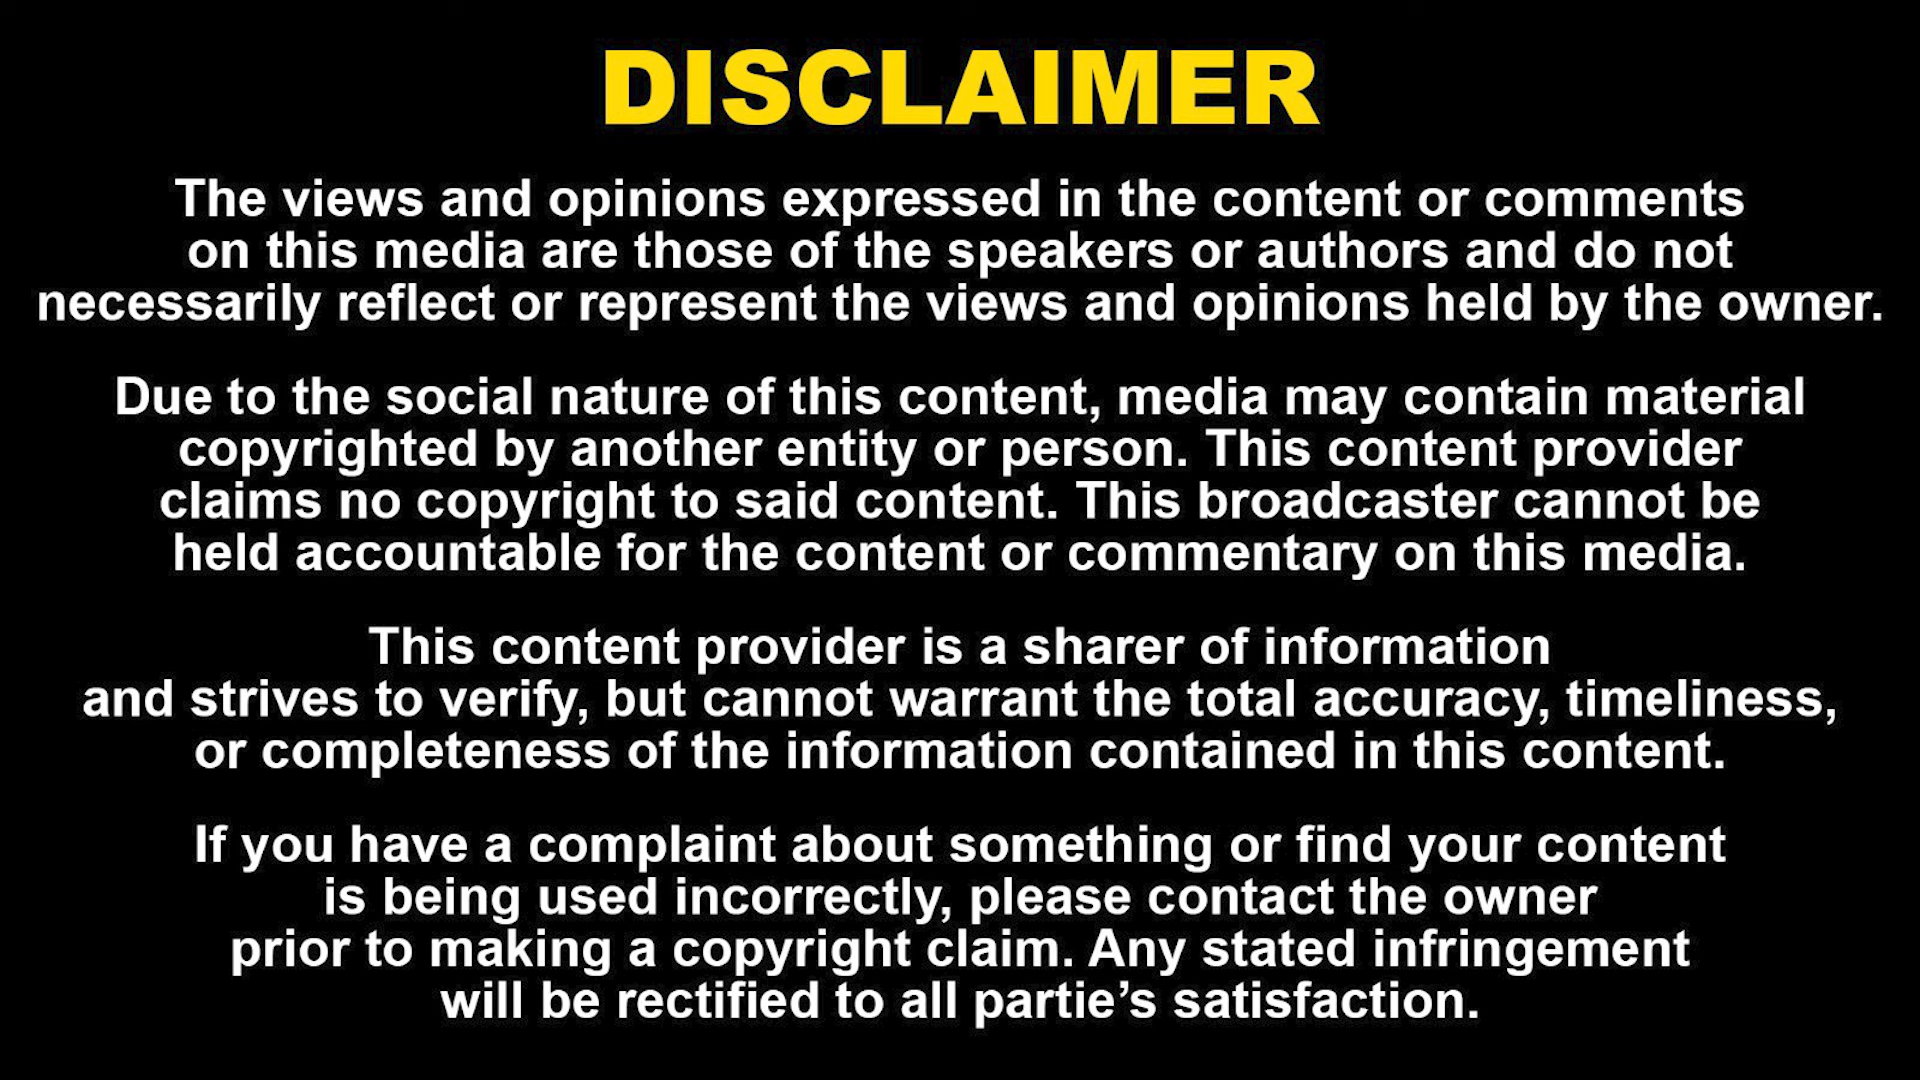 DISCLAIMER
The views and opinions expressed in the content or comments
on this media are those of the speakers or authors and do not
necessarily reflect or represent the views and opinions held by the owner.
Due to the social nature of this content, media may contain material
copyrighted by another entity or person. This content provider
claims no copyright to said content. This broadcaster cannot be
held accountable for the content or commentary on this media.
This content provider is a sharer of information
and strives to verify, but cannot warrant the total accuracy, timeliness,
or completeness of the information contained in this content.
If you have a complaint about something or find your content
is being used incorrectly, please contact the owner
prior to making a copyright claim. Any stated infringement
will be rectified to all partie’s satisfaction.